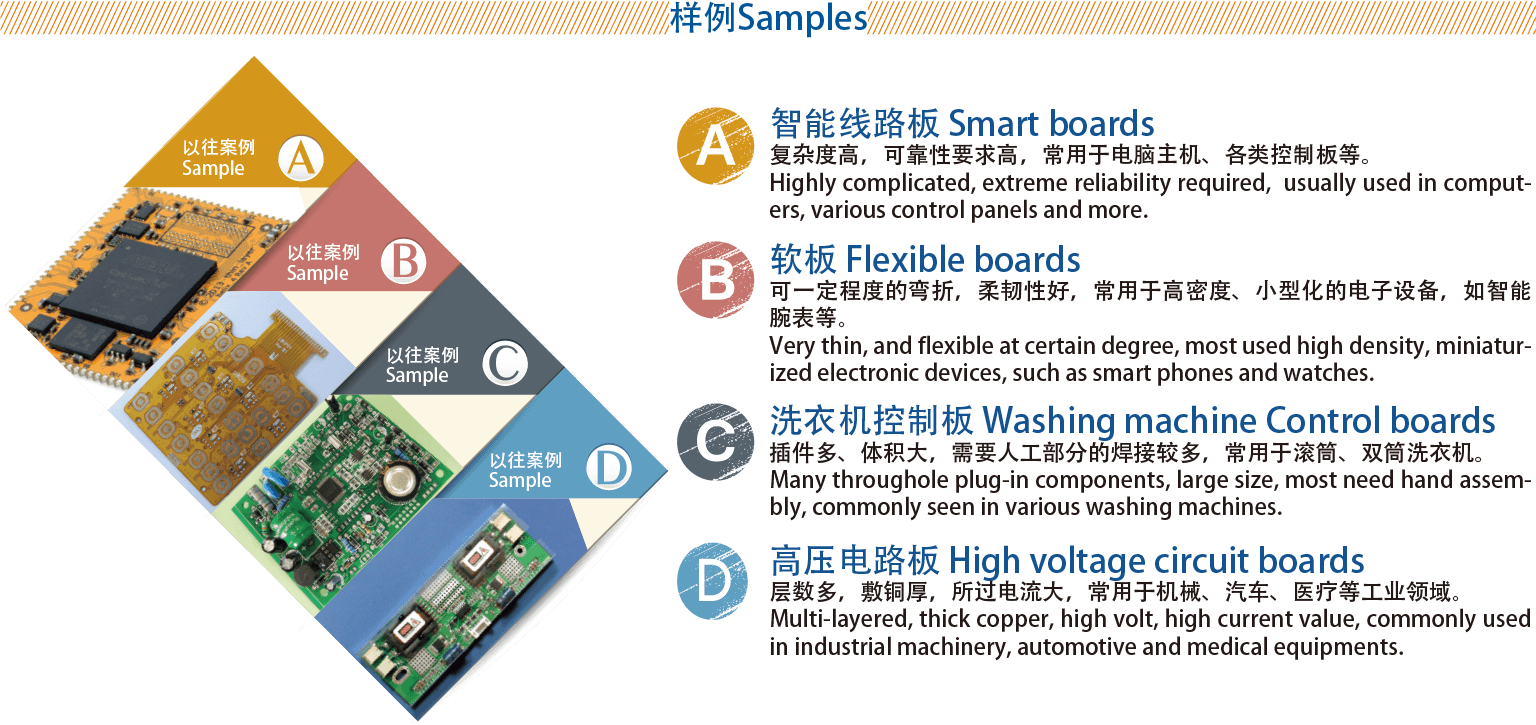 样例Samples
以往案例
Sample
A
以往案例
Sample
B
以往案例
Sample
C
以往案例
Sample
D
A
智能线路板 Smart boards
复杂度高，可靠性要求高，常用于电脑主机、各类控制板等。
Highly complicated, extreme reliability required, usually used in comput-
ers, various control panels and more.
B
软板 Flexible boards
可一定程度的弯折，柔韧性好，常用于高密度、小型化的电子设备，如智能
腕表等。
Very thin, and flexible at certain degree, most used high density, miniatur-
ized electronic devices, such as smart phones and watches.
C
洗衣机控制板 Washing machine Control boards
插件多、体积大，需要人工部分的焊接较多，常用于滚筒、双筒洗衣机。
Many throughole plug-in components, large size, most need hand assem-
bly, commonly seen in various washing machines.
D
高压电路板 High voltage circuit boards
层数多，敷铜厚，所过电流大，常用于机械、汽车、医疗等工业领域。
Multi-layered, thick copper, high volt, high current value, commonly used
in industrial machinery, automotive and medical equipments.